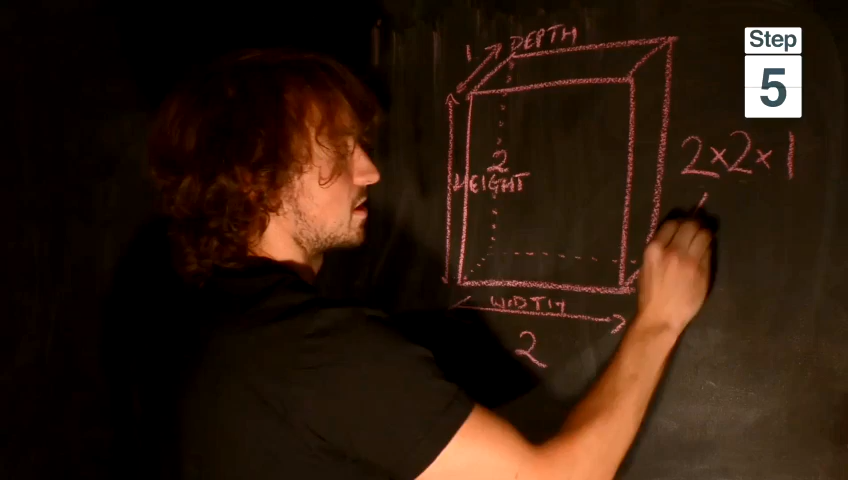 Step
5
1 DEPTH
2
HEIGHT
2×2×1
WIDTH
2